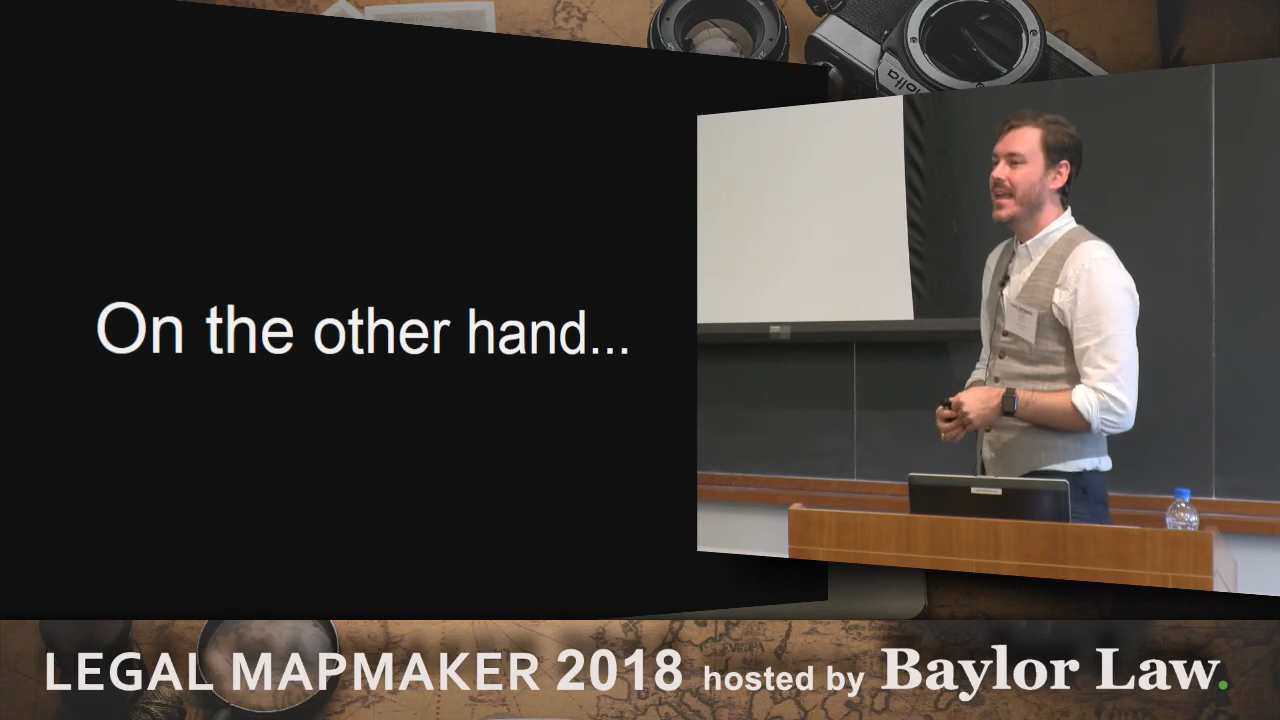 On the other hand...
LEGAL MAPMAKER 2018 hosted by Baylor Law.